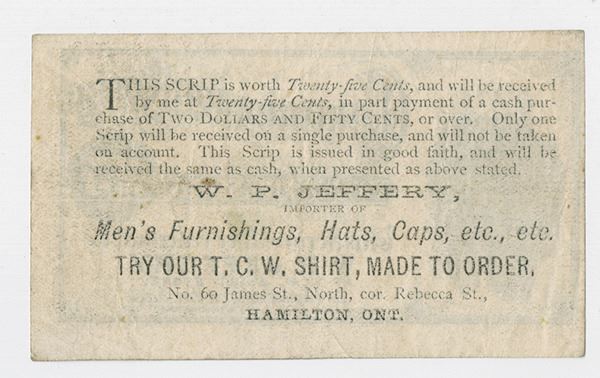 THIS SCRIP is worth Twenty-five Cents, and will be received
by me at Twenty-five Cents, in part payment of a cash pur-
chase of TWO DOLLARS AND FIFTY CENTS, or over. Only one
Scrip will be received on a single purchase, and will not be taken
on account. This Scrip is issued in good faith, and will be
received the same as cash, when presented as above stated.
W. P. JEFFERY,
IMPORTER OF
Men's Furnishings, Hats, Caps, etc., etc.
TRY OUR T. C. W. SHIRT, MADE TO ORDER,
No. 60 James St., North, cor. Rebecca St.,
HAMILTON, ONT.